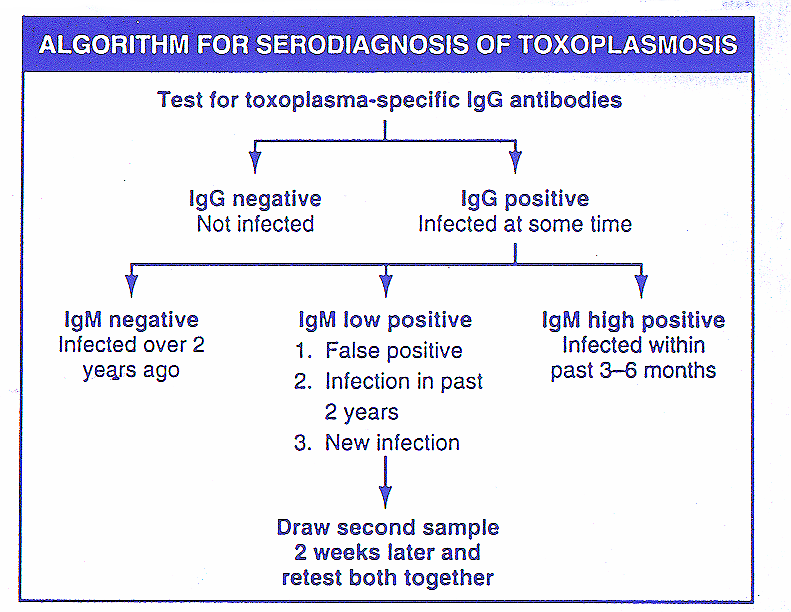 ALGORITHM FOR SERODIAGNOSIS OF TOXOPLASMOSIS
Test for toxoplasma-specific IgG antibodies
IgG negative
Not infected
IgG positive
Infected at some time
IgM negative
Infected over 2
years ago
IgM low positive
1. False positive
2. Infection in past
2 years
3. New infection
IgM high positive
Infected within
past 3–6 months
Draw second sample
2 weeks later and
retest both together